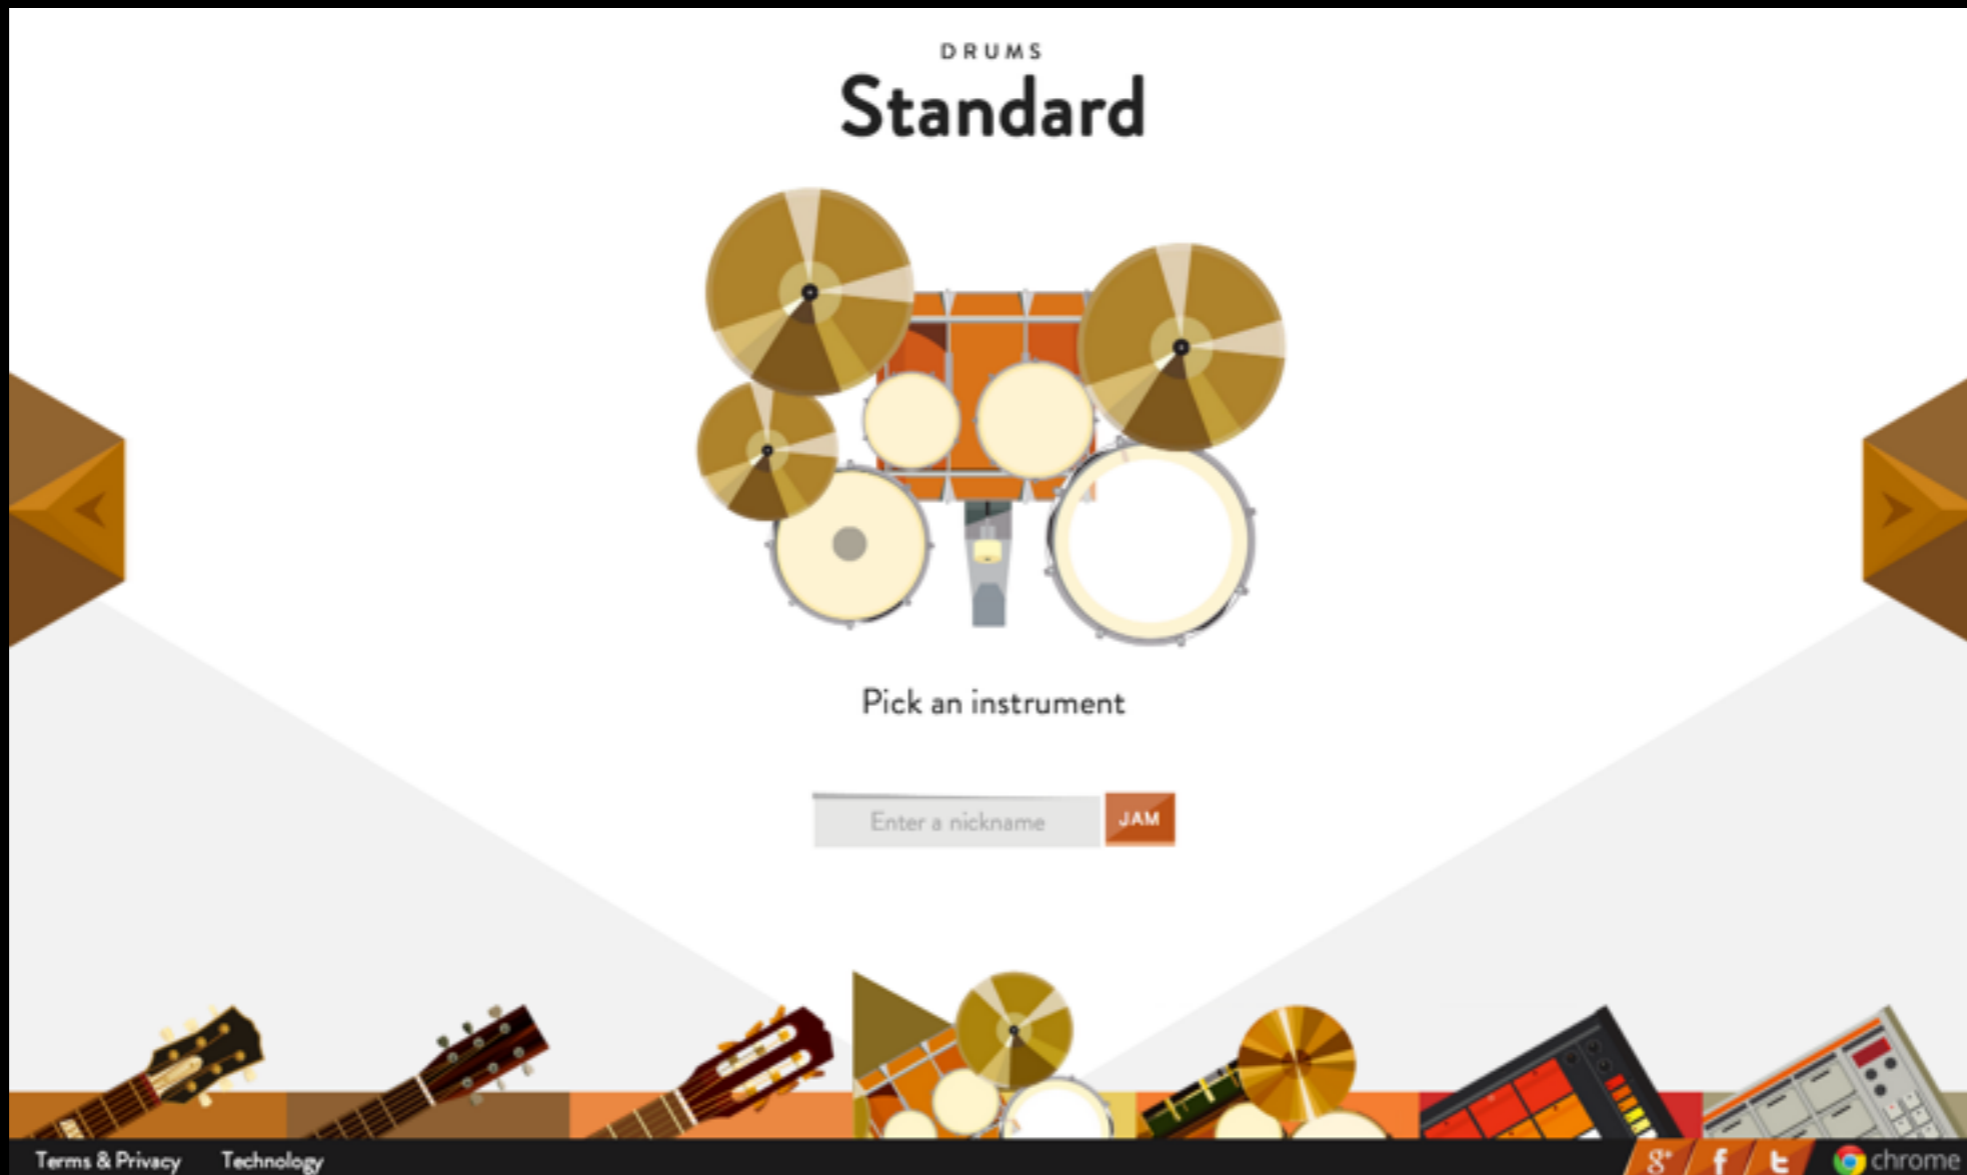 DRUMS
Standard
Pick an instrument
Enter a nickname
JAM
Terms & Privacy
Technology
g+
f
t
chrome